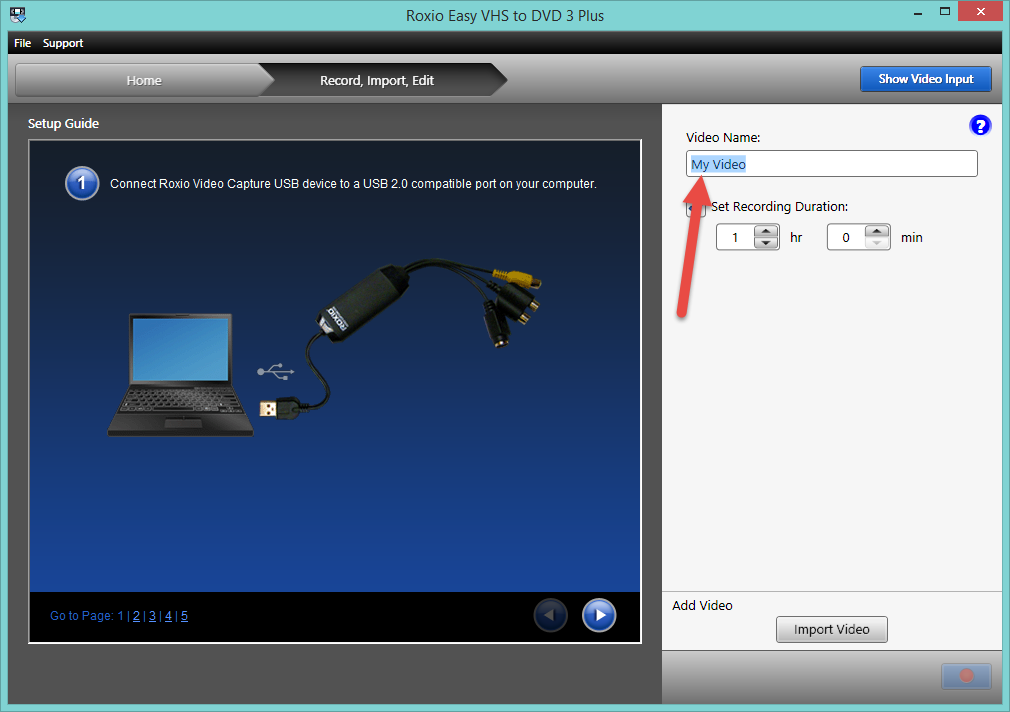 Roxio Easy VHS to DVD 3 Plus
File Support
Home
Record, Import, Edit
Show Video Input
Setup Guide
1
Connect Roxio Video Capture USB device to a USB 2.0 compatible port on your computer.
ROXIO
Go to Page: 1 | 2 | 3 | 4 | 5
?
Video Name:
My Video
Set Recording Duration:
1 hr 0 min
Add Video
Import Video